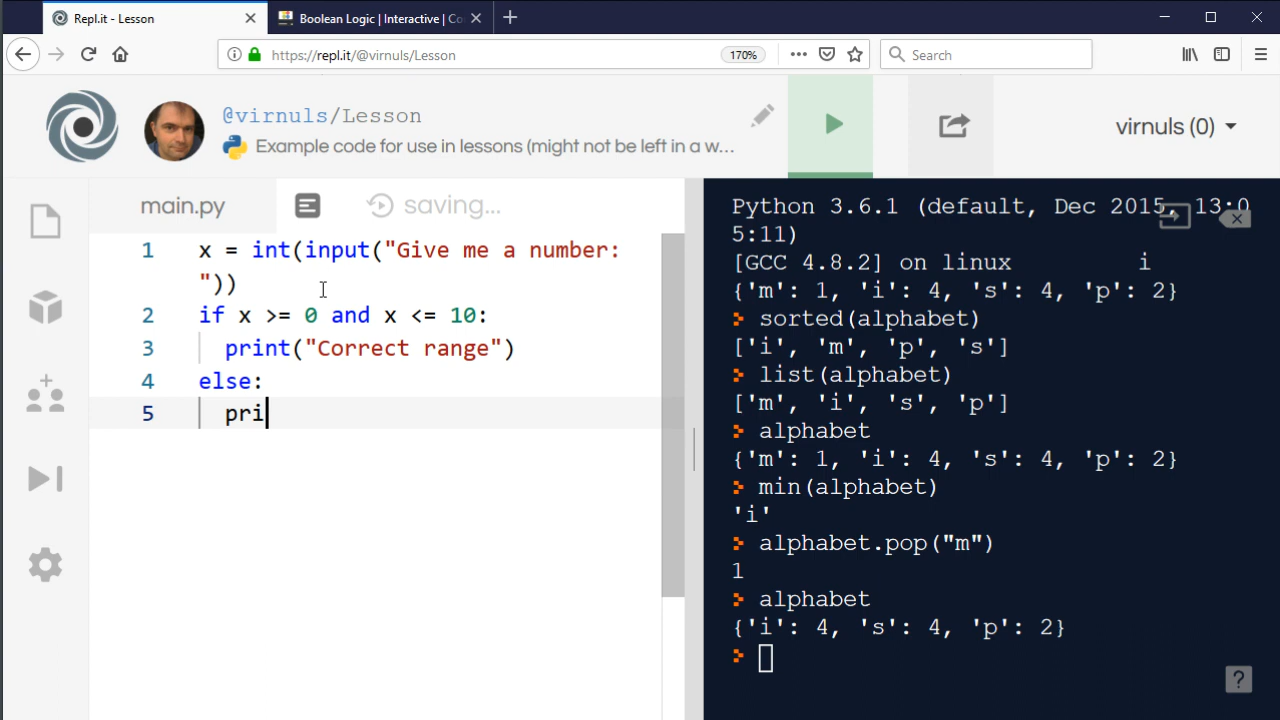 Repl.it - Lesson
Boolean Logic | Interactive | Co
https://repl.it/@virnuls/Lesson
170%
Search
@virnuls/Lesson
Example code for use in lessons (might not be left in a w...
virnuls (0)
main.py
saving...
1 x = int(input("Give me a number:
"))
2 if x >= 0 and x <= 10:
3 print("Correct range")
4 else:
5 pri
Python 3.6.1 (default, Dec 2015, 13:0
5:11)
[GCC 4.8.2] on linux i
{'m': 1, 'i': 4, 's': 4, 'p': 2}
> sorted(alphabet)
['i', 'm', 'p', 's']
> list(alphabet)
['m', 'i', 's', 'p']
> alphabet
{'m': 1, 'i': 4, 's': 4, 'p': 2}
> min(alphabet)
'i'
> alphabet.pop("m")
1
> alphabet
{'i': 4, 's': 4, 'p': 2}
>
?